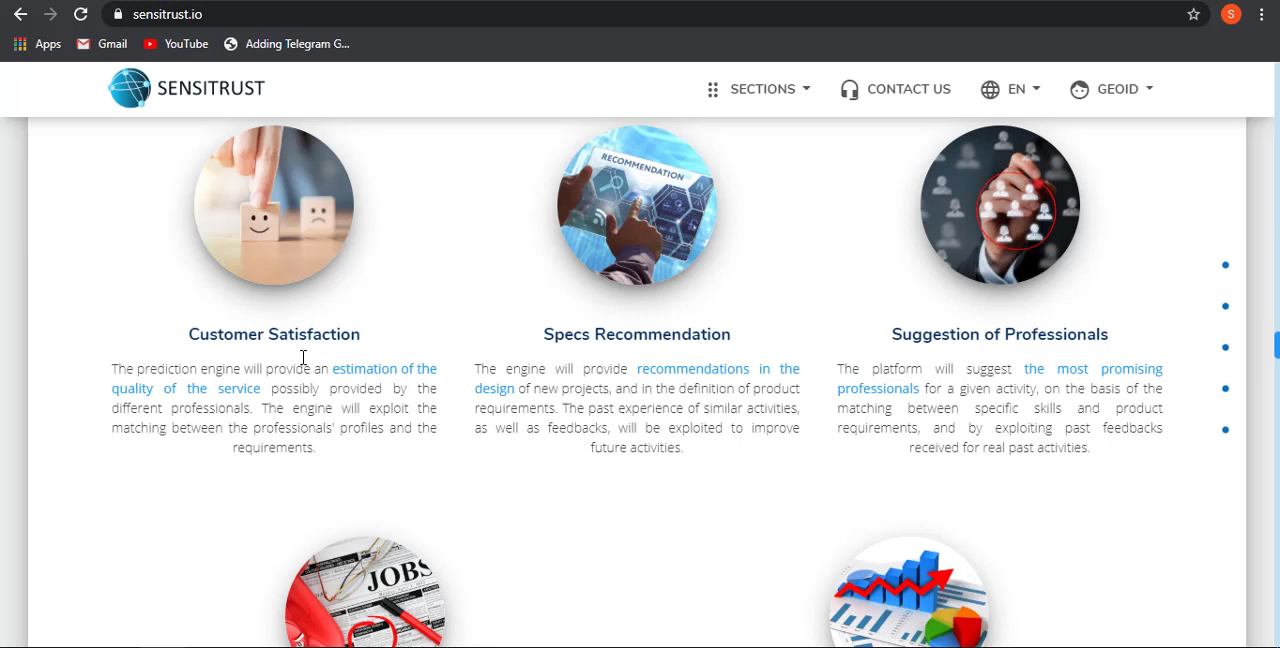 sensitrust.io
S
Apps Gmail YouTube Adding Telegram G...
SENSITRUST SECTIONS CONTACT US EN GEOID
RECOMMENDATION
Customer Satisfaction
The prediction engine will provide an estimation of the
quality of the service possibly provided by the
different professionals. The engine will exploit the
matching between the professionals' profiles and the
requirements.
Specs Recommendation
The engine will provide recommendations in the
design of new projects, and in the definition of product
requirements. The past experience of similar activities,
as well as feedbacks, will be exploited to improve
future activities.
Suggestion of Professionals
The platform will suggest the most promising
professionals for a given activity, on the basis of the
matching between specific skills and product
requirements, and by exploiting past feedbacks
received for real past activities.
JOBS